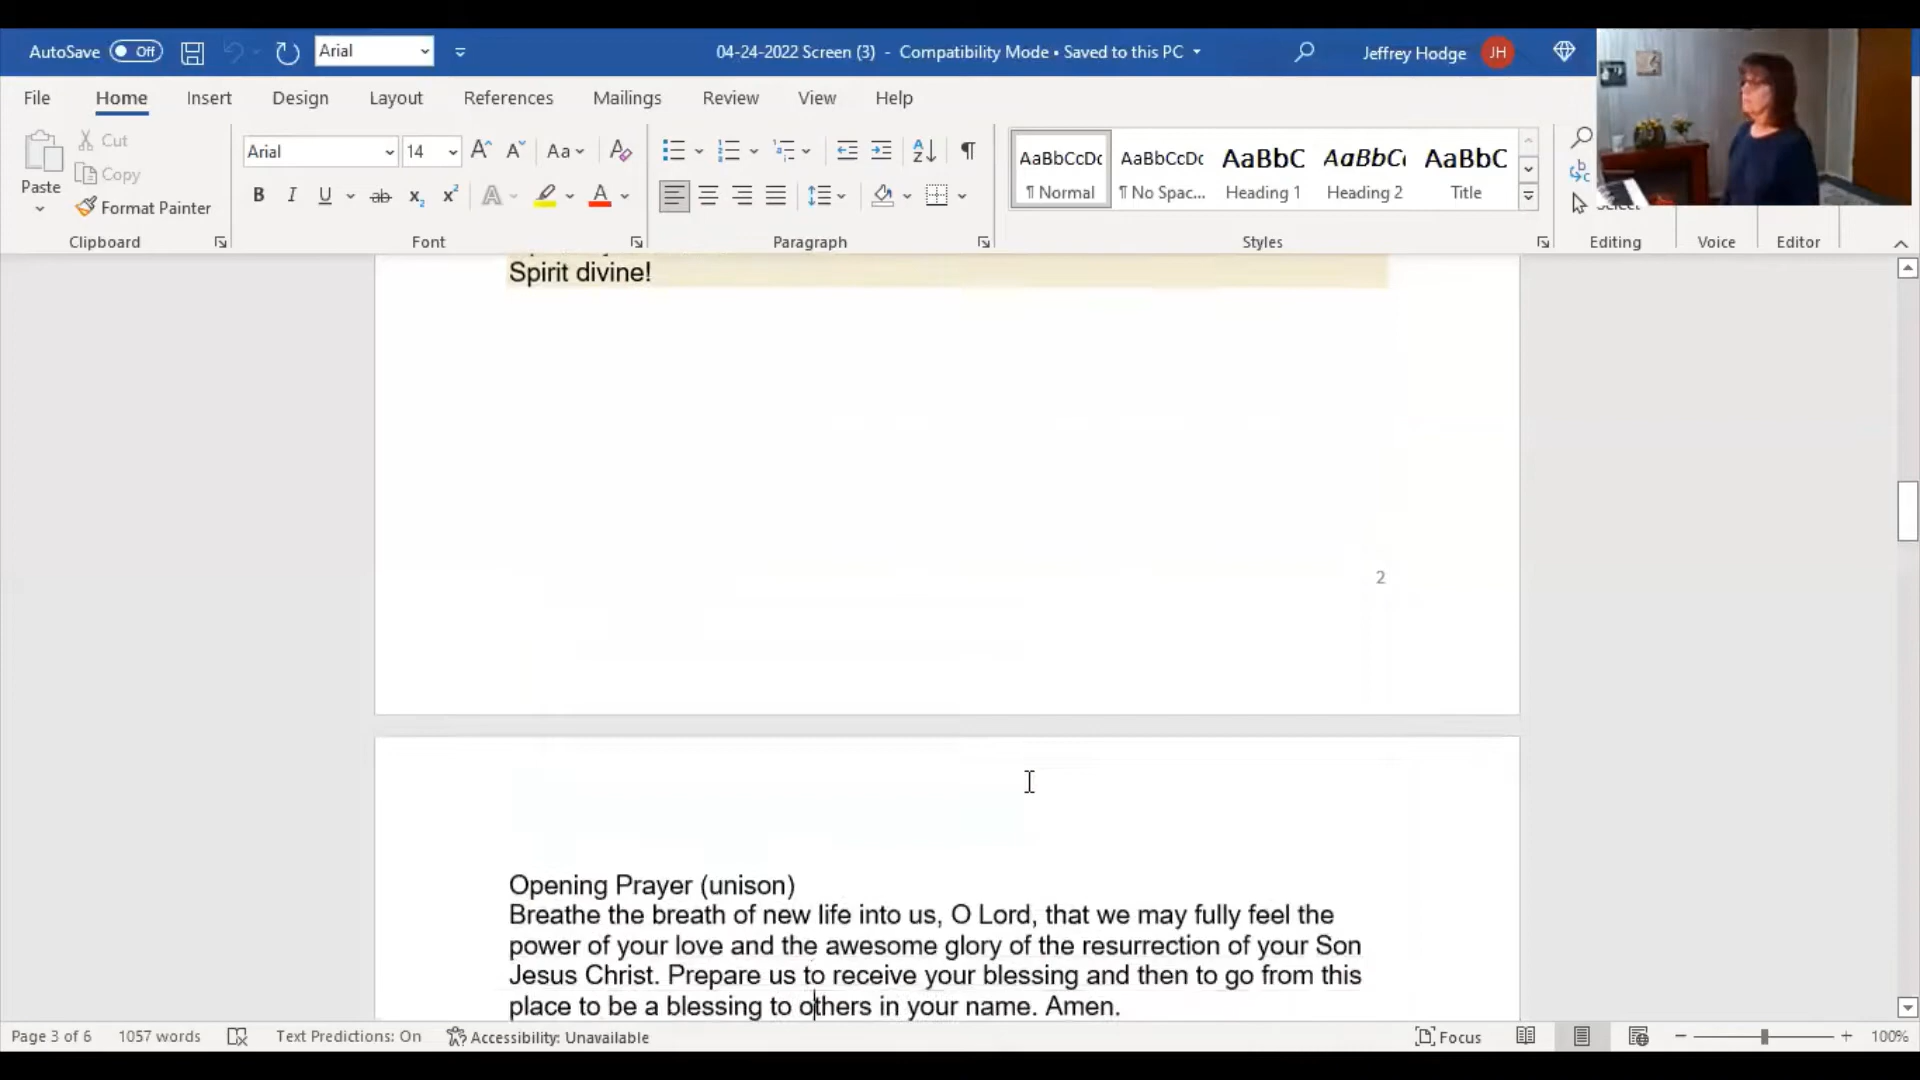 AutoSave Off Arial 04-24-2022 Screen (3) - Compatibility Mode • Saved to this PC Jeffrey Hodge JH
File Home Insert Design Layout References Mailings Review View Help
Paste Cut Copy Format Painter
Clipboard
Arial 14 Aa
B I U ab x2 x2 A A
Font
Paragraph
AaBbCcDc AaBbCcDc AaBbC AaBbCc AaBbC
¶ Normal ¶ No Spac... Heading 1 Heading 2 Title
Styles
Editing Voice Editor
Spirit divine!
2
Opening Prayer (unison)
Breathe the breath of new life into us, O Lord, that we may fully feel the
power of your love and the awesome glory of the resurrection of your Son
Jesus Christ. Prepare us to receive your blessing and then to go from this
place to be a blessing to others in your name. Amen.
Page 3 of 6 1057 words Text Predictions: On Accessibility: Unavailable Focus 100%